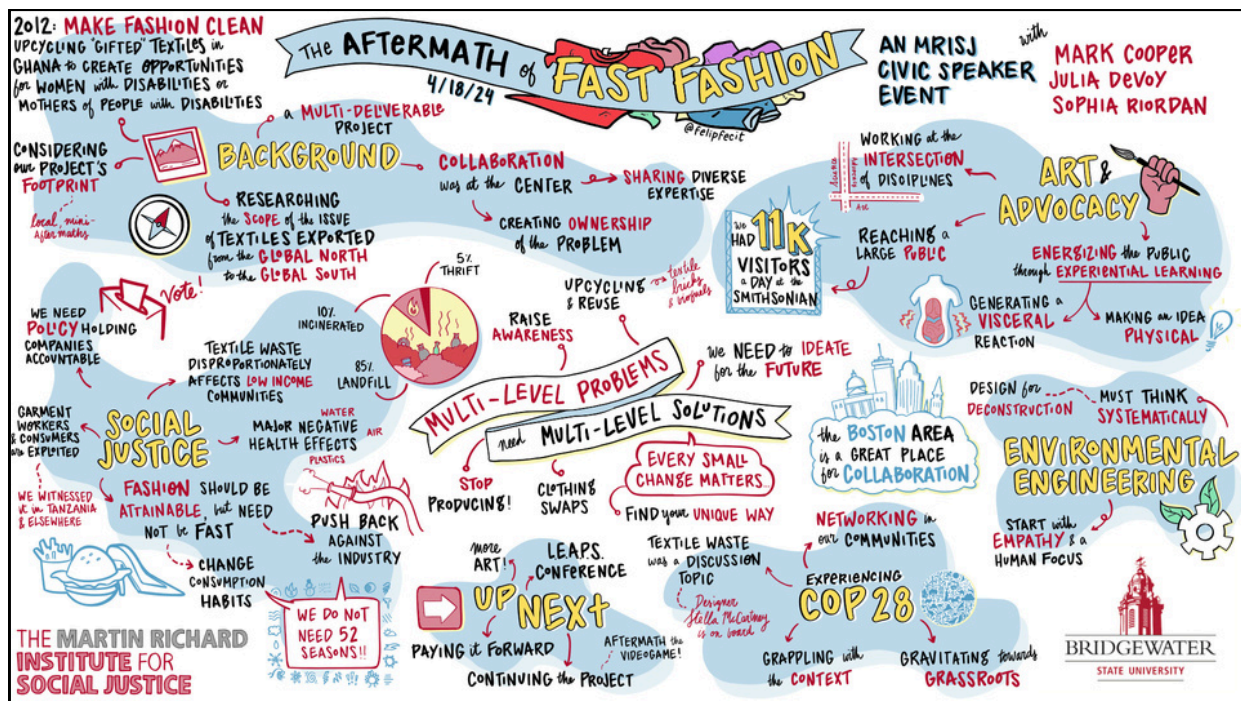 2012: MAKE FASHION CLEAN
UPCYCLING "GIFTED" TEXTILES in
GHANA to CREATE OPPORTUNITIES
for WOMEN with DISABILITIES or
MOTHERS of PEOPLE with DISABILITIES
THE AFTERMATH of FAST FASHION
4/18/24
@felipfecit
AN MRISJ
CIVIC SPEAKER
EVENT
with
MARK COOPER
JULIA DeVOY
SOPHIA RIORDAN
BACKGROUND
a MULTI-DELIVERABLE
PROJECT
CONSIDERING
our PROJECT'S
FOOTPRINT
local mini-
Aftermaths
RESEARCHING
the SCOPE of the ISSUE
of TEXTILES EXPORTED
from the GLOBAL NORTH
to the GLOBAL SOUTH
COLLABORATION
was at the CENTER
SHARING DIVERSE
EXPERTISE
CREATING OWNERSHIP
of the PROBLEM
ART &
ADVOCACY
WORKING at the
INTERSECTION
of DISCIPLINES
Science
Art
REACHING a
LARGE PUBLIC
We
HAD 11K
VISITORS
a DAY at the
SMITHSONIAN
ENERGIZING the PUBLIC
through EXPERIENTIAL LEARNING
GENERATING a
VISCERAL
REACTION
MAKING an IDEA
PHYSICAL
SOCIAL
JUSTICE
Vote!
WE NEED
POLICY HOLDING
COMPANIES
ACCOUNTABLE
TEXTILE WASTE
DISPROPORTIONATELY
AFFECTS LOW INCOME
COMMUNITIES
5%
THRIFT
10%
INCINERATED
85%
LANDFILL
GARMENT
WORKERS
& CONSUMERS
are EXPLOITED
WE WITNESSED
it in TANZANIA
& ELSEWHERE
MAJOR NEGATIVE
HEALTH EFFECTS
WATER
AIR
PLASTICS
FASHION SHOULD BE
ATTAINABLE, but NEED
NOT be FAST
CHANGE
CONSUMPTION
HABITS
PUSH BACK
AGAINST
the INDUSTRY
WE DO NOT
NEED 52
SEASONS!!
MULTI-LEVEL PROBLEMS
need MULTI-LEVEL SOLUTIONS
RAISE
AWARENESS
UPCYCLING
& REUSE
textile
bricks
we NEED to IDEATE
for the FUTURE
STOP
PRODUCING!
CLOTHING
SWAPS
EVERY SMALL
CHANGE MATTERS...
FIND your UNIQUE WAY
the BOSTON AREA
is a GREAT PLACE
for COLLABORATION
ENVIRONMENTAL
ENGINEERING
DESIGN for
DECONSTRUCTION
MUST THINK
SYSTEMATICALLY
START with
EMPATHY & a
HUMAN FOCUS
UP NEXt
more
ART!
L.E.A.P.S.
CONFERENCE
PAYING it FORWARD
CONTINUING the PROJECT
AFTERMATH the
VIDEOGAME!
EXPERIENCING
COP 28
TEXTILE WASTE
was a DISCUSSION
TOPIC
Designer
Stella McCartney
is on board
NETWORKING in
our COMMUNITIES
GRAPPLING with
the CONTEXT
GRAVITATING towards
GRASSROOTS
THE MARTIN RICHARD
INSTITUTE FOR
SOCIAL JUSTICE
BRIDGEWATER
STATE UNIVERSITY